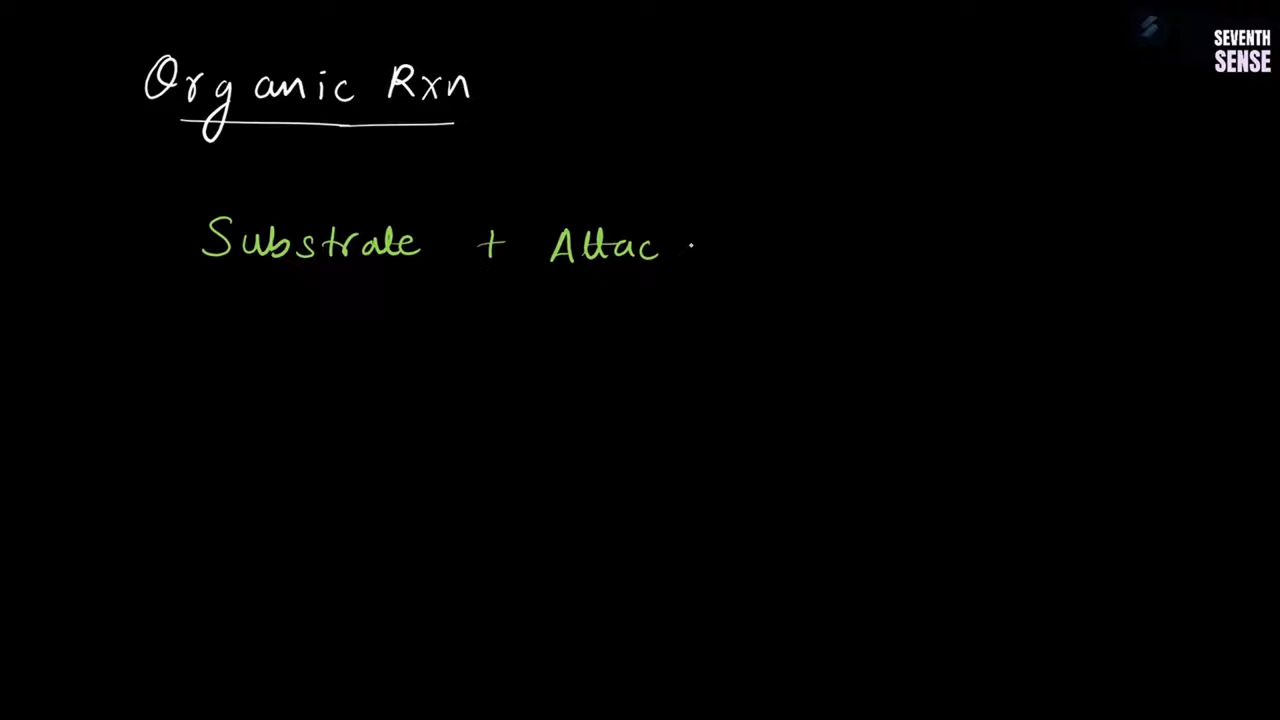 SEVENTH
SENSE
Organic Rxn
Substrate + Attac